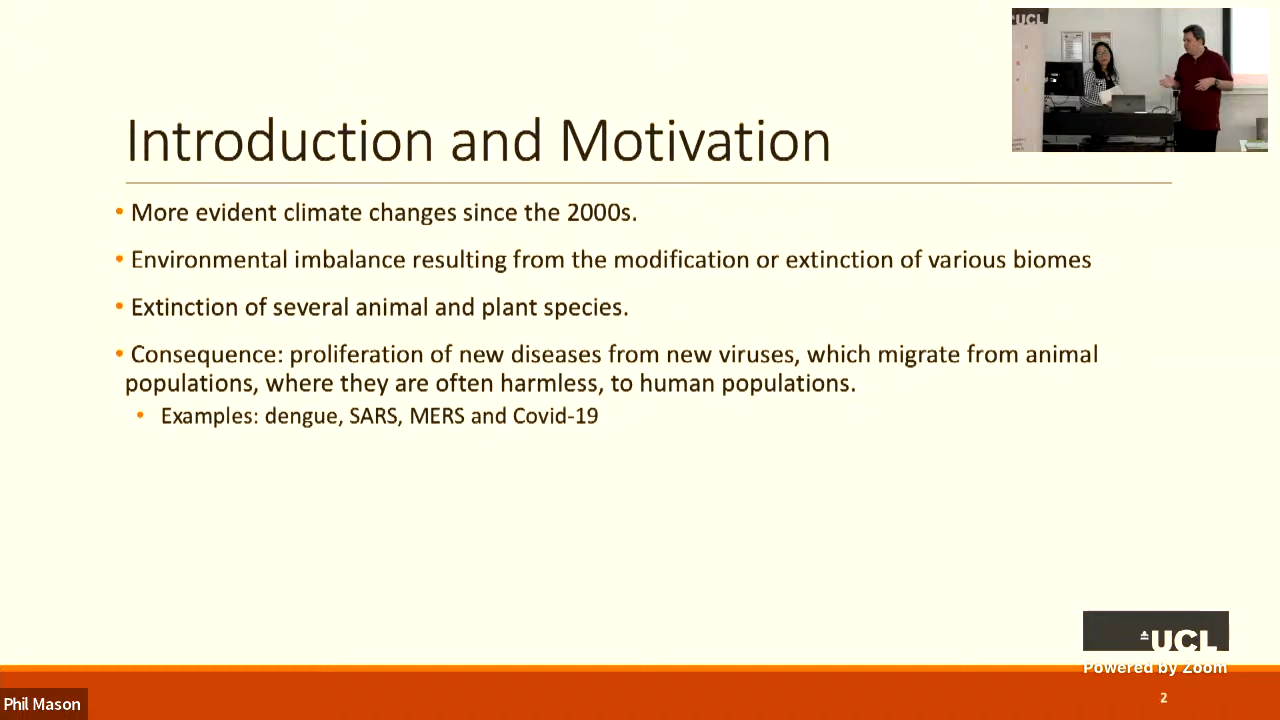 UCL
Introduction and Motivation
• More evident climate changes since the 2000s.
• Environmental imbalance resulting from the modification or extinction of various biomes
• Extinction of several animal and plant species.
• Consequence: proliferation of new diseases from new viruses, which migrate from animal
populations, where they are often harmless, to human populations.
• Examples: dengue, SARS, MERS and Covid-19
UCL
Powered by Zoom
2
Phil Mason